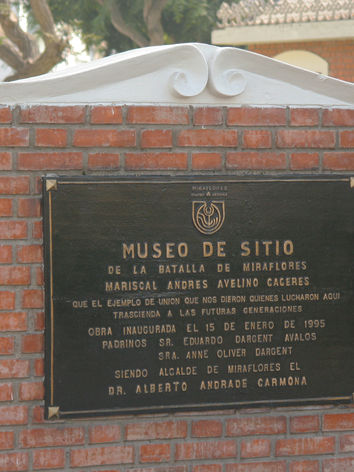 MIRAFLORES
MUSEO DE SITIO
DE LA BATALLA DE MIRAFLORES
MARISCAL ANDRES AVELINO CACERES
QUE EL EJEMPLO DE UNION QUE NOS DIERON QUIENES LUCHARON AQUI
TRASCIENDA A LAS FUTURAS GENERACIONES
OBRA INAUGURADA EL 15 DE ENERO DE 1995
PADRINOS SR. EDUARDO DARGENT AVALOS
SRA. ANNE OLIVER DARGENT
SIENDO ALCALDE DE MIRAFLORES EL
DR. ALBERTO ANDRADE CARMONA